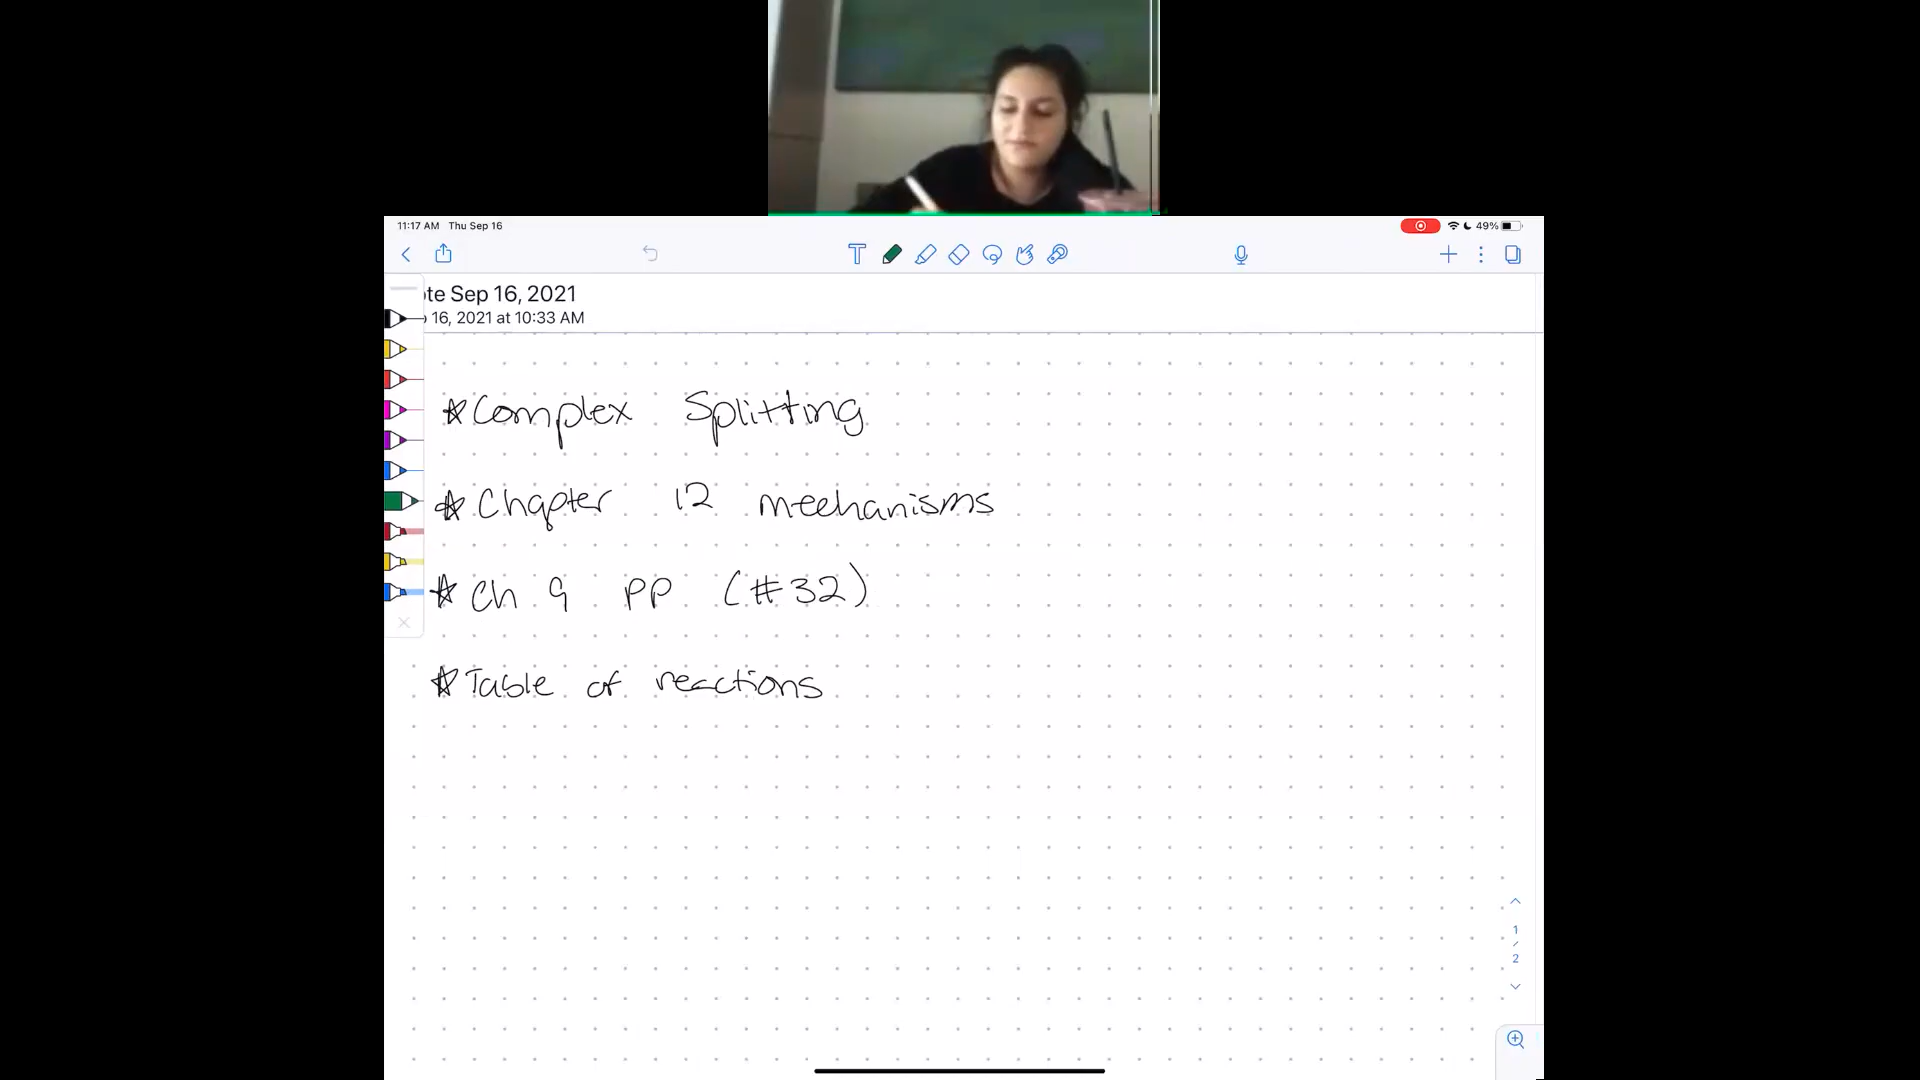 11:17 AM Thu Sep 16
49%
te Sep 16, 2021
16, 2021 at 10:33 AM
*Complex Splitting
*Chapter 12 mechanisms
*Ch 9 PP (#32)
*Table of reactions
1
2